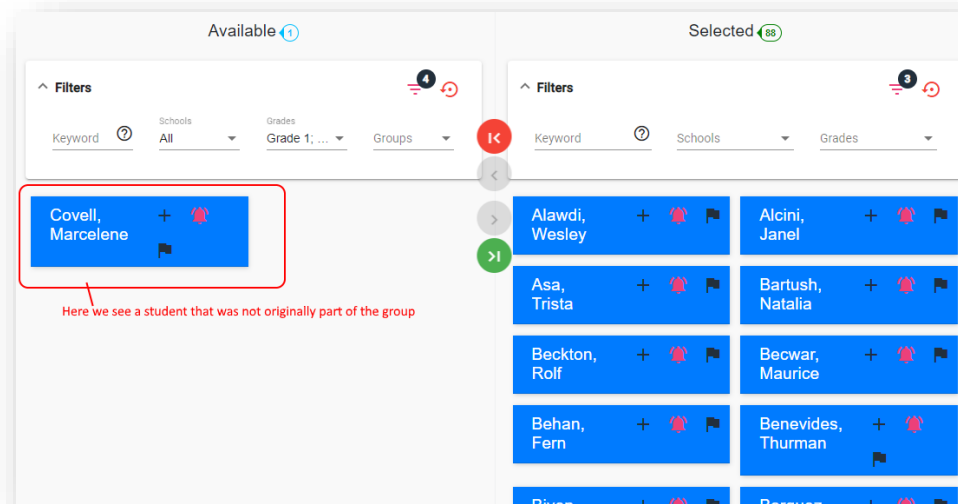 Available 1
Selected 88
Filters 4
Filters 3
Keyword
Schools
All
Grades
Grade 1; ...
Groups
Keyword
Schools
Grades
Covell,
Marcelene
Here we see a student that was not originally part of the group
Alawdi,
Wesley
Alcini,
Janel
Asa,
Trista
Bartush,
Natalia
Beckton,
Rolf
Becwar,
Maurice
Behan,
Fern
Benevides,
Thurman